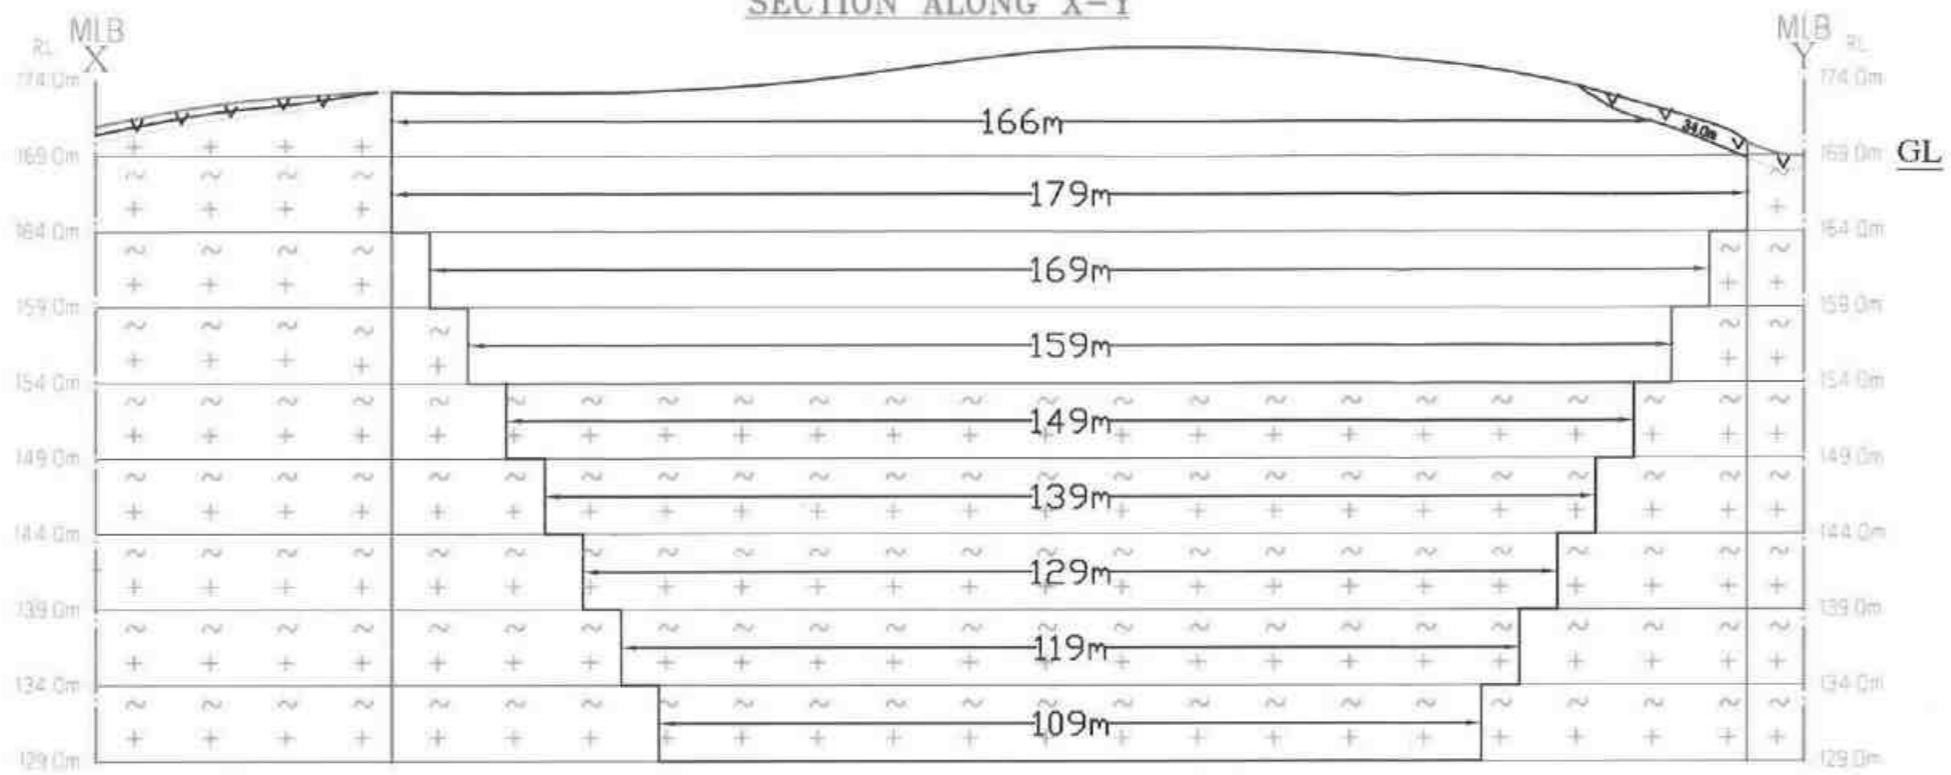 SECTION ALONG X-Y
MLB MLB
X Y
RL RL
174.0m 174.0m
166m
34.0m
169.0m 169.0m GL
179m
164.0m 164.0m
169m
159.0m 159.0m
159m
154.0m 154.0m
149m
149.0m 149.0m
139m
144.0m 144.0m
129m
139.0m 139.0m
119m
134.0m 134.0m
109m
129.0m 129.0m